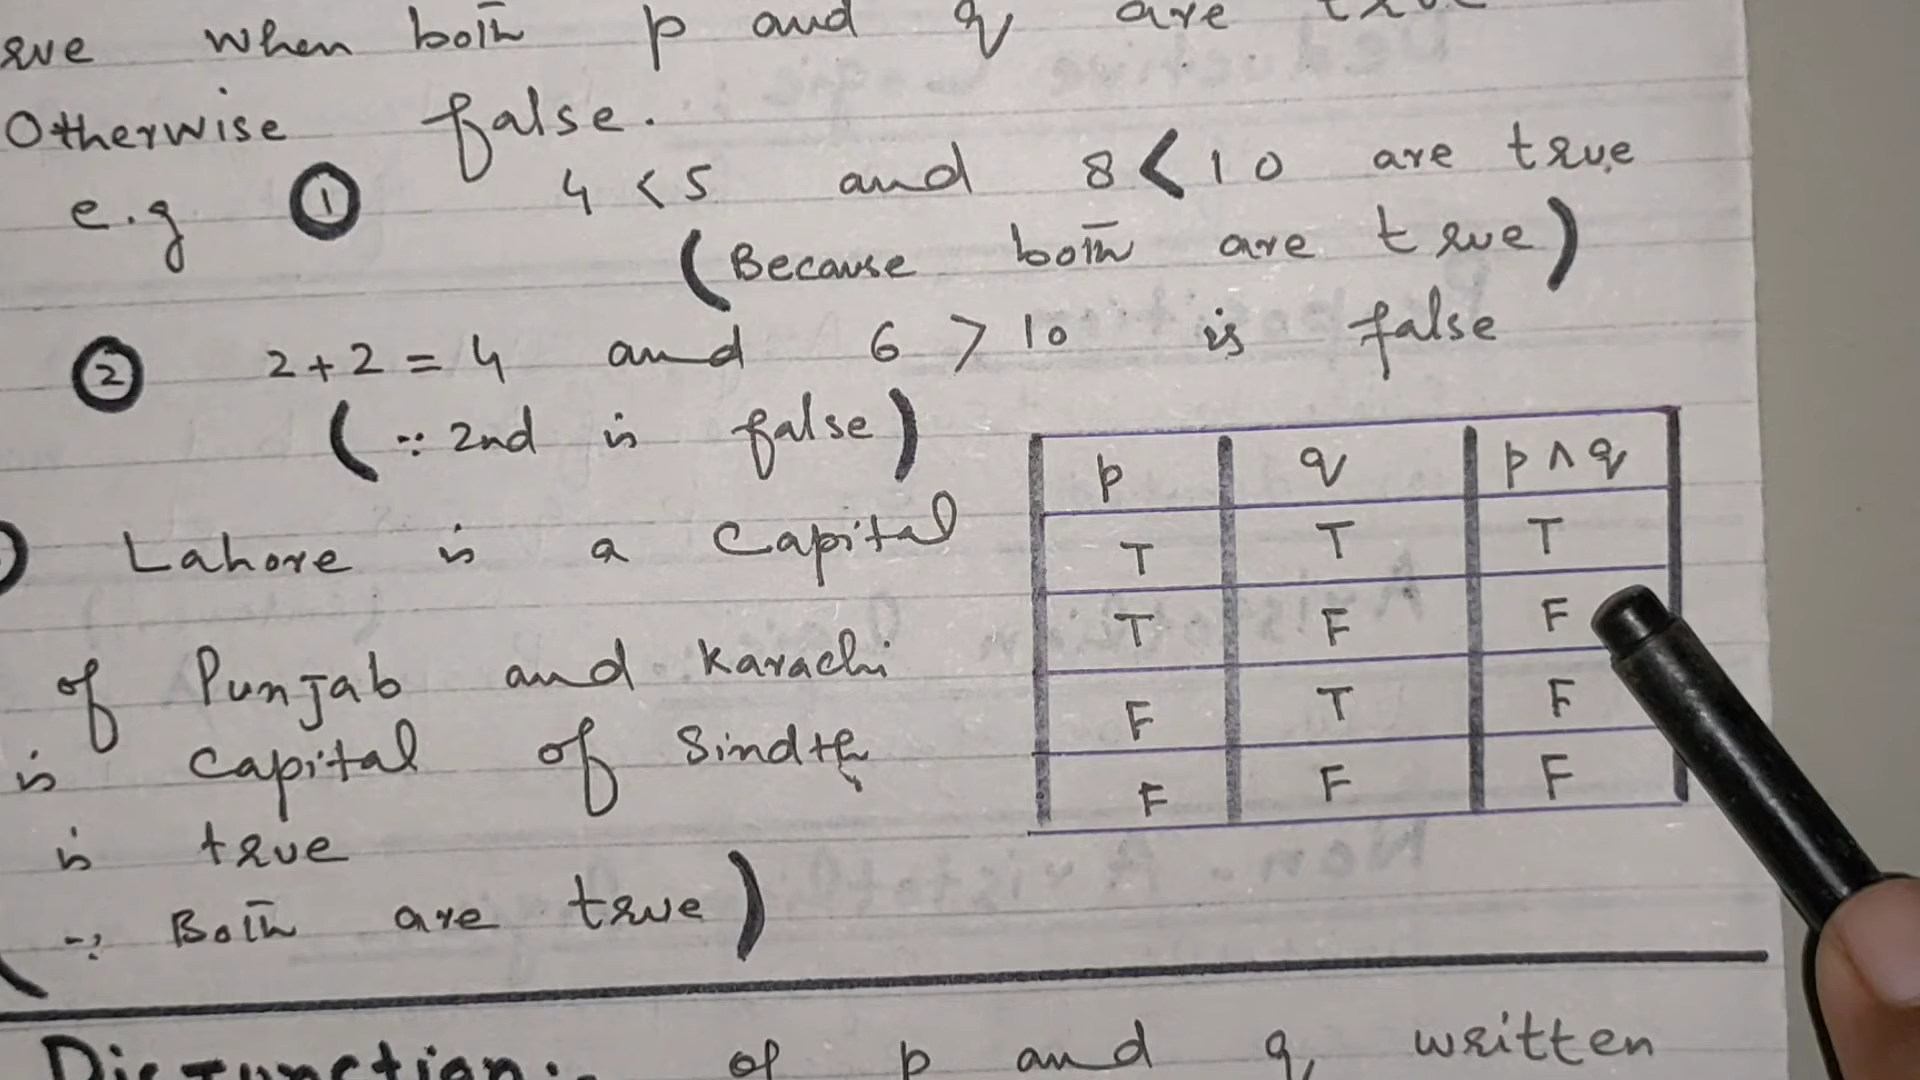 when both p and q are true
Otherwise false.
e.g ① 4 < 5 and 8 < 10 are true
(Because both are true)
② 2 + 2 = 4 and 6 > 10 is false
(∵ 2nd is false)
p q p ∧ q
T T T
T F F
F T F
F F F
Lahore is a Capital
of Punjab and Karachi
is Capital of Sindth
is true
(∵ Both are true)
Disjunction:- of p and q, written